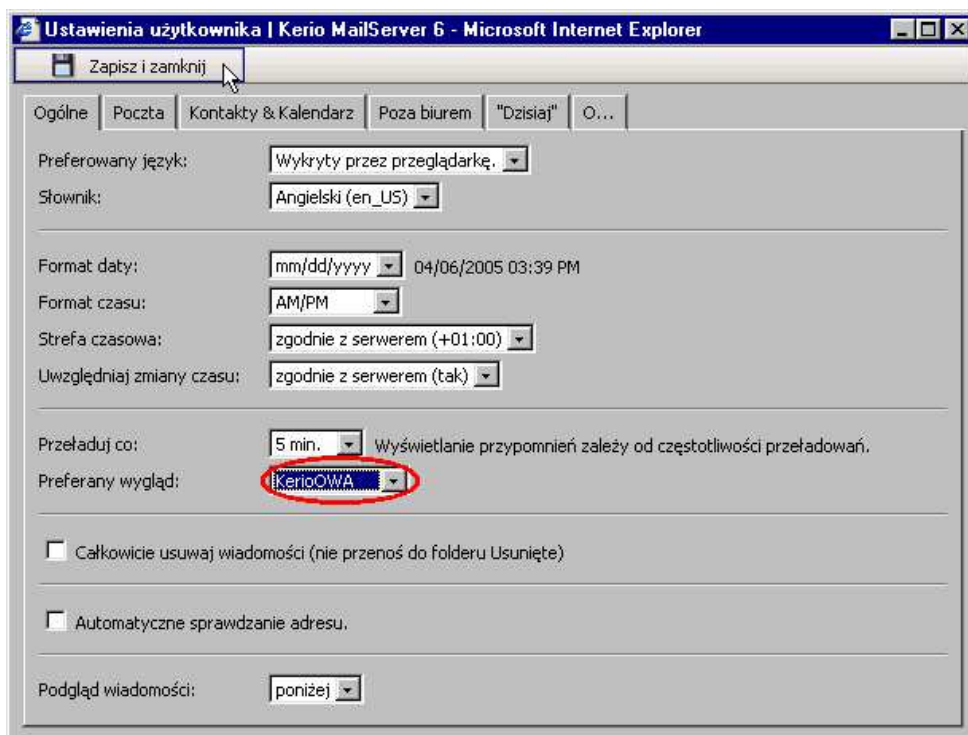 Ustawienia użytkownika | Kerio MailServer 6 - Microsoft Internet Explorer
Zapisz i zamknij
Ogólne Poczta Kontakty & Kalendarz Poza biurem "Dzisiaj" O...
Preferowany język: Wykryty przez przeglądarkę.
Słownik: Angielski (en_US)
Format daty: mm/dd/yyyy 04/06/2005 03:39 PM
Format czasu: AM/PM
Strefa czasowa: zgodnie z serwerem (+01:00)
Uwzględniaj zmiany czasu: zgodnie z serwerem (tak)
Przeładuj co: 5 min. Wyświetlanie przypomnień zależy od częstotliwości przeładowań.
Preferany wygląd: KerioOWA
Całkowicie usuwaj wiadomości (nie przenoś do folderu Usunięte)
Automatyczne sprawdzanie adresu.
Podgląd wiadomości: poniżej